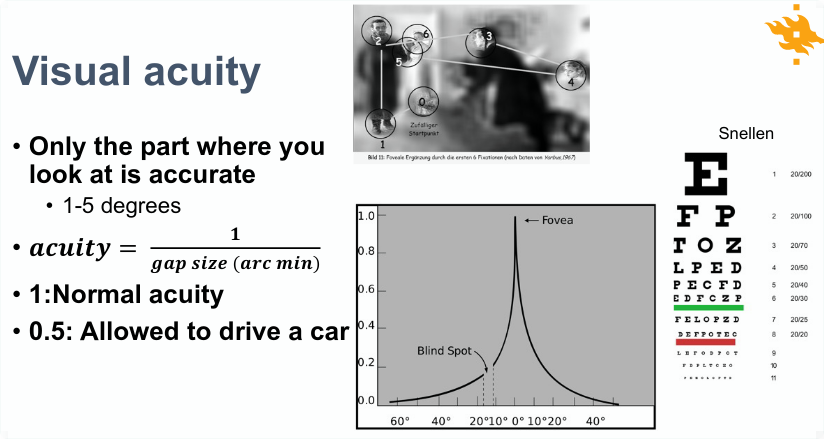 Visual acuity
• Only the part where you
look at is accurate
• 1-5 degrees
• acuity = 1 / gap size (arc min)
• 1:Normal acuity
• 0.5: Allowed to drive a car
2
6
3
5
4
0
Zufälliger
Startpunkt
1
Bild 11: Foveale Ergänzung durch die ersten 6 Fixationen (nach Daten von Yarbus,1967)
1.0
0.8
0.6
0.4
0.2
0.0
Fovea
Blind Spot
60° 40° 20° 10° 0° 10° 20° 40°
Snellen
E 1 20/200
F P 2 20/100
T O Z 3 20/70
L P E D 4 20/50
P E C F D 5 20/40
E D F C Z P 6 20/30
F E L O P Z D 7 20/25
D E F P O T E C 8 20/20
L E F O D P C T 9
10
11